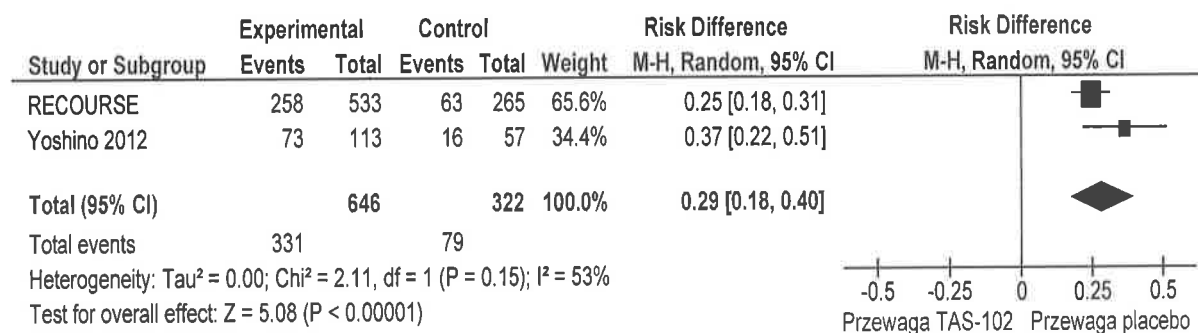 Experimental Control Risk Difference Risk Difference
Study or Subgroup Events Total Events Total Weight M-H, Random, 95% CI M-H, Random, 95% CI
RECOURSE 258 533 63 265 65.6% 0.25 [0.18, 0.31]
Yoshino 2012 73 113 16 57 34.4% 0.37 [0.22, 0.51]
Total (95% CI) 646 322 100.0% 0.29 [0.18, 0.40]
Total events 331 79
Heterogeneity: Tau² = 0.00; Chi² = 2.11, df = 1 (P = 0.15); I² = 53%
Test for overall effect: Z = 5.08 (P < 0.00001)
-0.5 -0.25 0 0.25 0.5
Przewaga TAS-102 Przewaga placebo